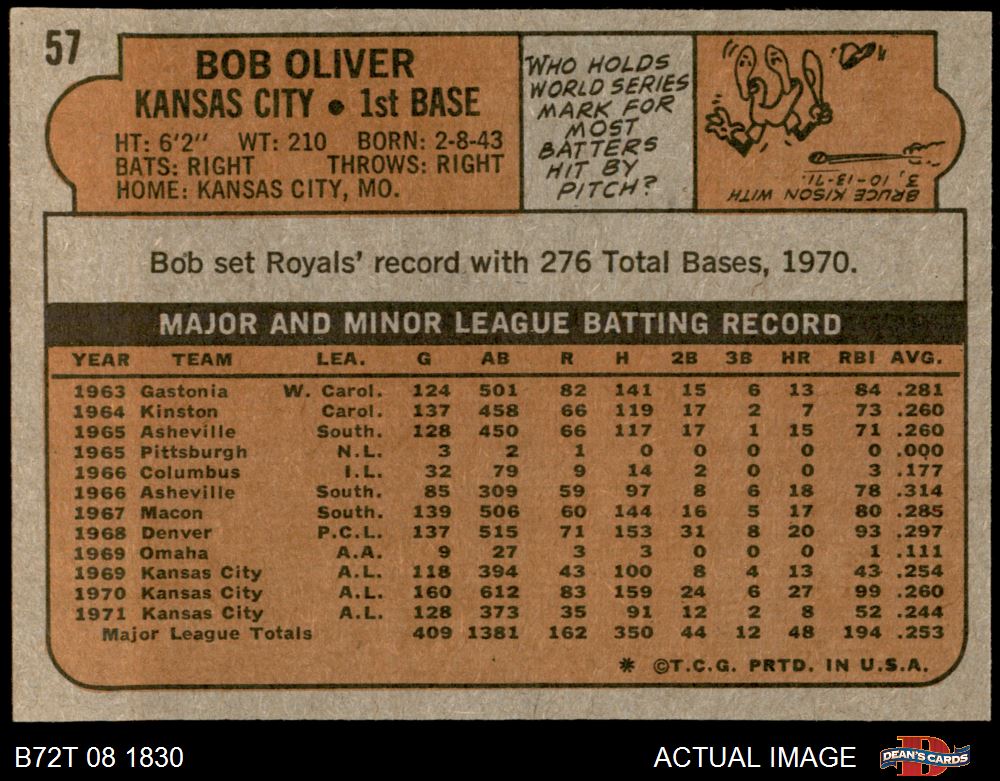 57
BOB OLIVER
KANSAS CITY • 1st BASE
HT: 6'2" WT: 210 BORN: 2-8-43
BATS: RIGHT THROWS: RIGHT
HOME: KANSAS CITY, MO.
WHO HOLDS
WORLD SERIES
MARK FOR
MOST
BATTERS
HIT BY
PITCH?
BRUCE KISON WITH
3, 10-13-71.
Bob set Royals' record with 276 Total Bases, 1970.
MAJOR AND MINOR LEAGUE BATTING RECORD
YEAR TEAM LEA. G AB R H 2B 3B HR RBI AVG.
1963 Gastonia W. Carol. 124 501 82 141 15 6 13 84 .281
1964 Kinston Carol. 137 458 66 119 17 2 7 73 .260
1965 Asheville South. 128 450 66 117 17 1 15 71 .260
1965 Pittsburgh N.L. 3 2 1 0 0 0 0 0 .000
1966 Columbus I.L. 32 79 9 14 2 0 0 3 .177
1966 Asheville South. 85 309 59 97 8 6 18 78 .314
1967 Macon South. 139 506 60 144 16 5 17 80 .285
1968 Denver P.C.L. 137 515 71 153 31 8 20 93 .297
1969 Omaha A.A. 9 27 3 3 0 0 0 1 .111
1969 Kansas City A.L. 118 394 43 100 8 4 13 43 .254
1970 Kansas City A.L. 160 612 83 159 24 6 27 99 .260
1971 Kansas City A.L. 128 373 35 91 12 2 8 52 .244
Major League Totals 409 1381 162 350 44 12 48 194 .253
* ©T.C.G. PRTD. IN U.S.A.
B72T 08 1830
ACTUAL IMAGE
D
DEAN'S CARDS